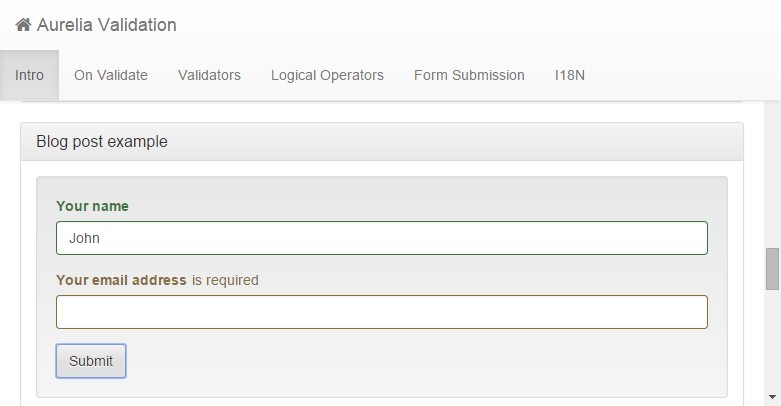 Aurelia Validation
Intro On Validate Validators Logical Operators Form Submission I18N
Blog post example
Your name
John
Your email address is required
Submit